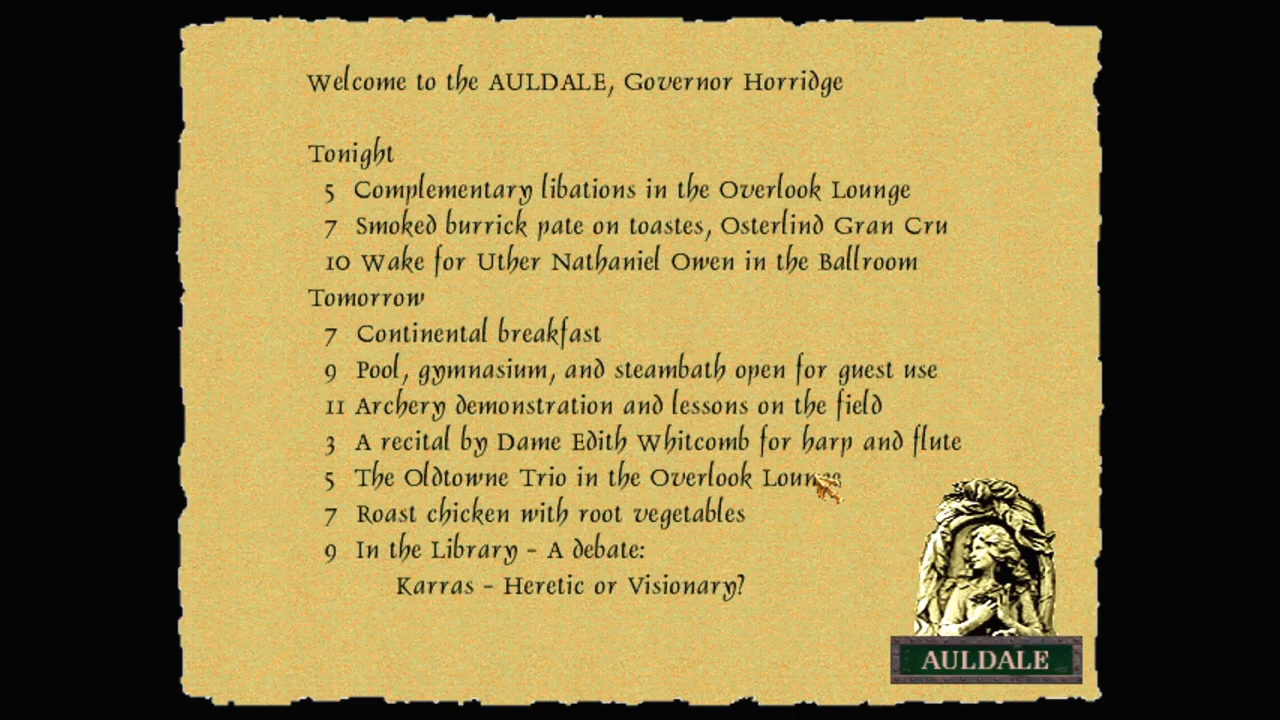 Welcome to the AULDALE, Governor Horridge
Tonight
5 Complementary libations in the Overlook Lounge
7 Smoked burrick pate on toastes, Osterlind Gran Cru
10 Wake for Uther Nathaniel Owen in the Ballroom
Tomorrow
7 Continental breakfast
9 Pool, gymnasium, and steambath open for guest use
11 Archery demonstration and lessons on the field
3 A recital by Dame Edith Whitcomb for harp and flute
5 The Oldtowne Trio in the Overlook Lounge
7 Roast chicken with root vegetables
9 In the Library - A debate:
Karras - Heretic or Visionary?
AULDALE